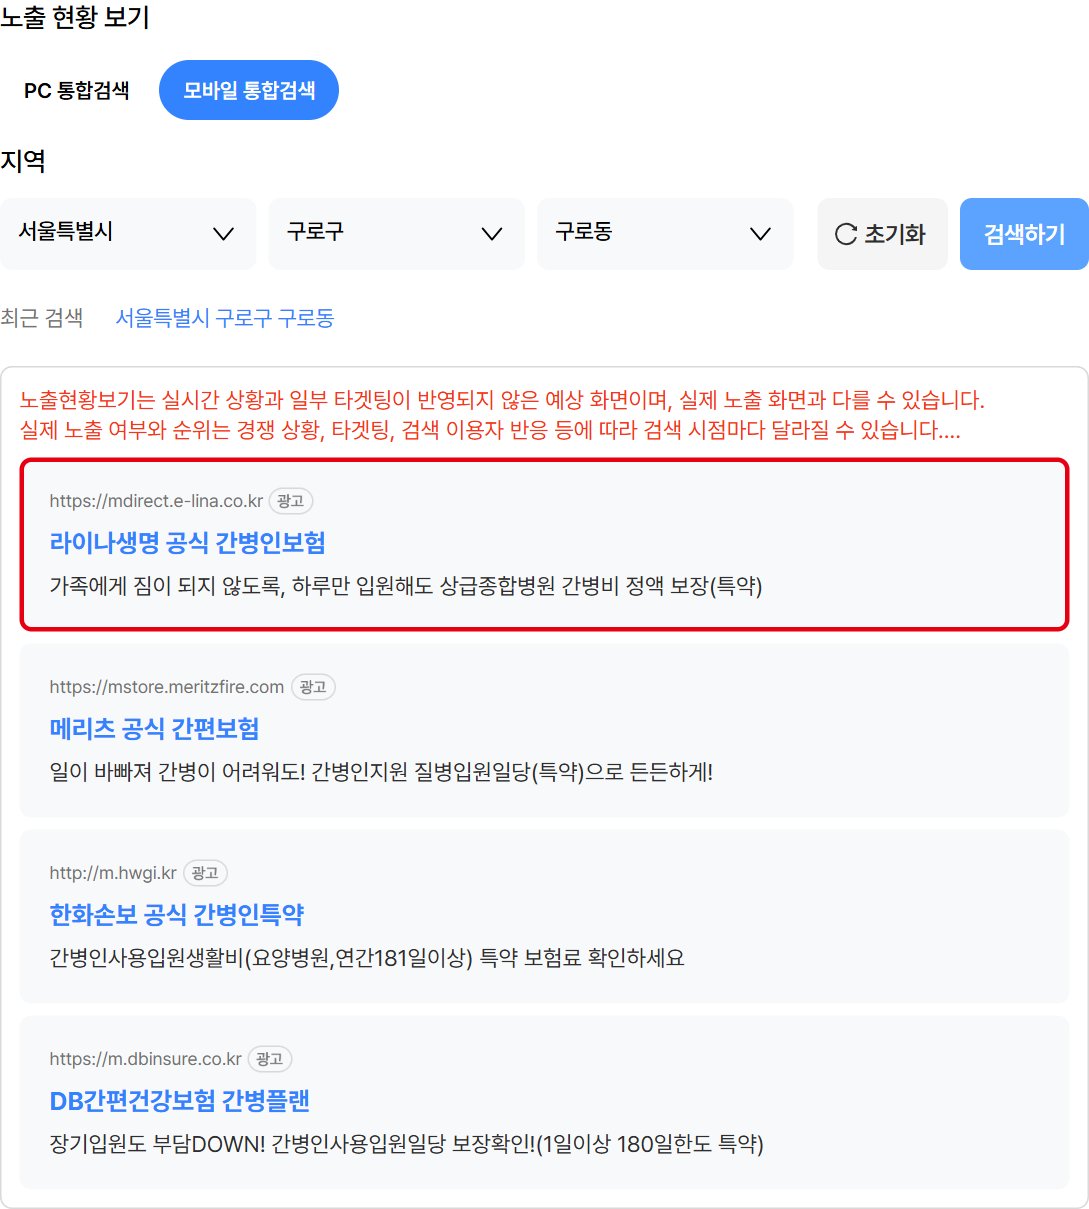 노출 현황 보기
PC 통합검색 모바일 통합검색
지역
서울특별시 구로구 구로동 초기화 검색하기
최근 검색 서울특별시 구로구 구로동
노출현황보기는 실시간 상황과 일부 타겟팅이 반영되지 않은 예상 화면이며, 실제 노출 화면과 다를 수 있습니다.
실제 노출 여부와 순위는 경쟁 상황, 타겟팅, 검색 이용자 반응 등에 따라 검색 시점마다 달라질 수 있습니다....
https://mdirect.e-lina.co.kr 광고
라이나생명 공식 간병인보험
가족에게 짐이 되지 않도록, 하루만 입원해도 상급종합병원 간병비 정액 보장(특약)
https://mstore.meritzfire.com 광고
메리츠 공식 간편보험
일이 바빠져 간병이 어려워도! 간병인지원 질병입원일당(특약)으로 든든하게!
http://m.hwgi.kr 광고
한화손보 공식 간병인특약
간병인사용입원생활비(요양병원,연간181일이상) 특약 보험료 확인하세요
https://m.dbinsure.co.kr 광고
DB간편건강보험 간병플랜
장기입원도 부담DOWN! 간병인사용입원일당 보장확인!(1일이상 180일한도 특약)